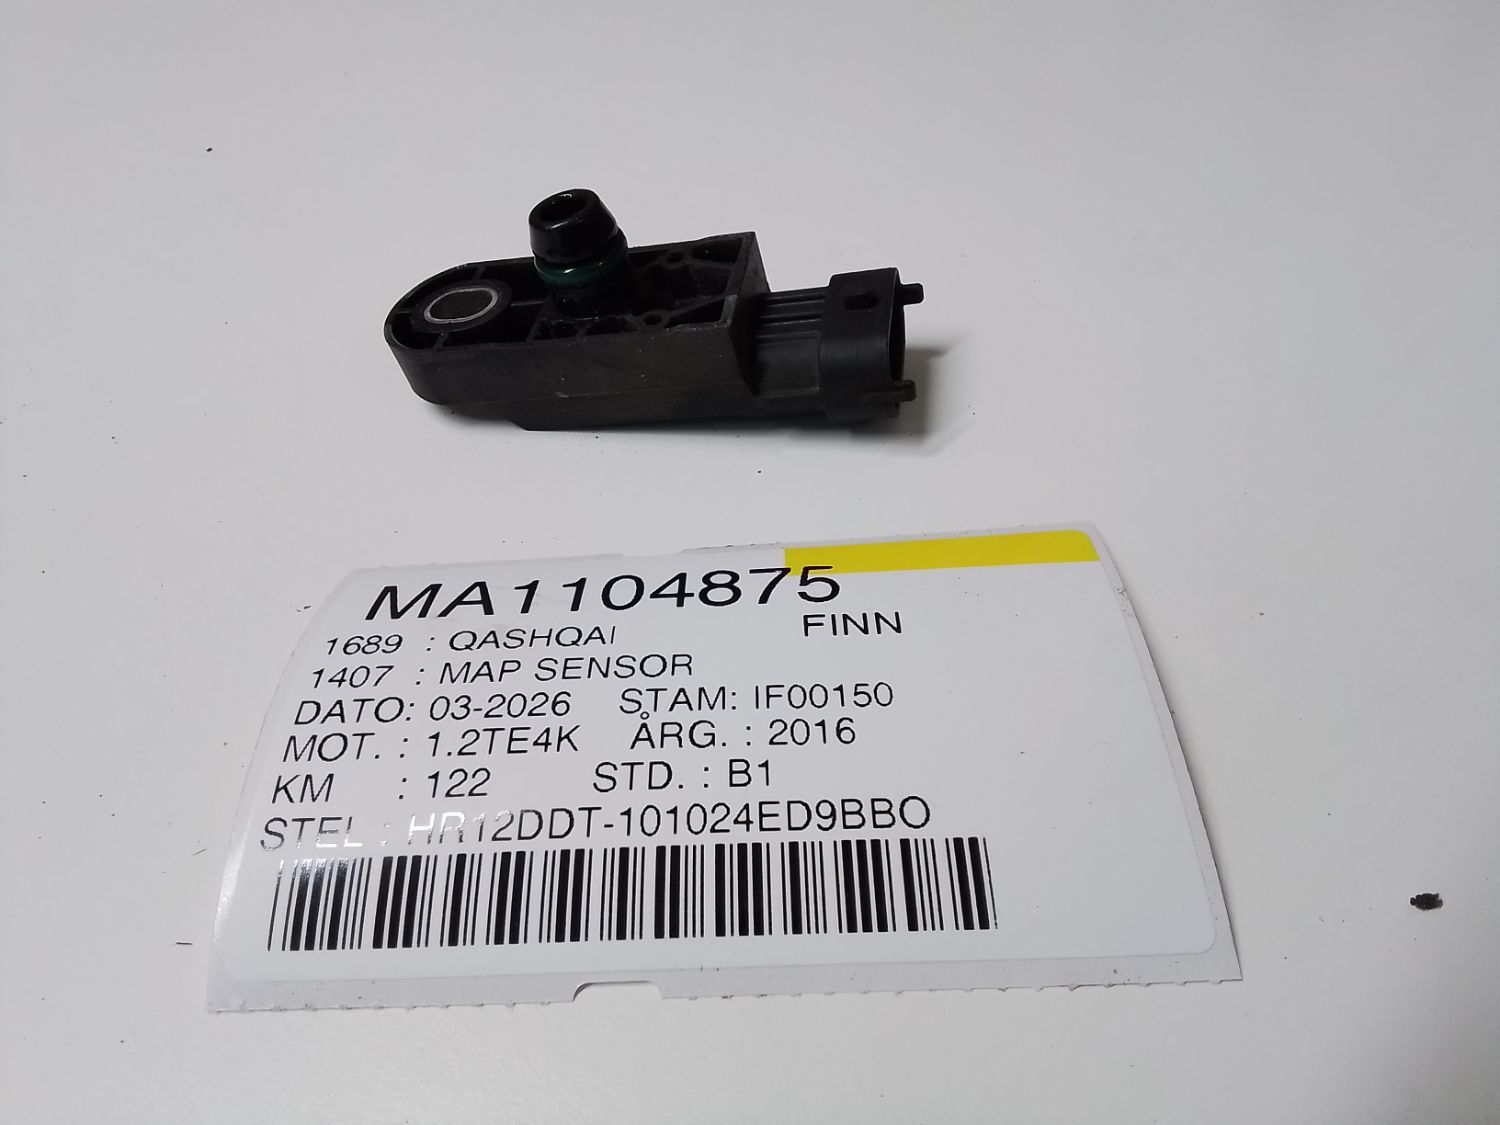 MA1104875
FINN
1689 : QASHQAI
1407 : MAP SENSOR
DATO: 03-2026 STAM: IF00150
MOT. : 1.2TE4K ÅRG. : 2016
KM : 122 STD. : B1
STEL : HR12DDT-101024ED9BBO